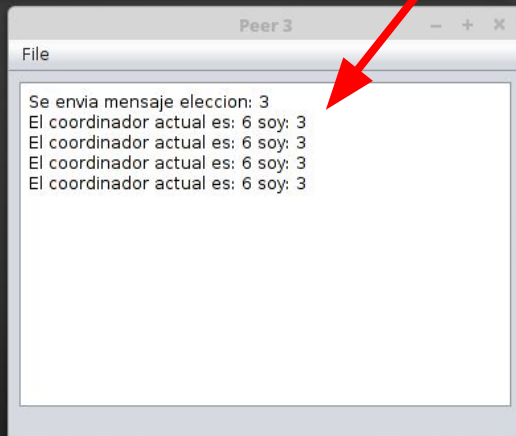 Peer 3
File
Se envia mensaje eleccion: 3
El coordinador actual es: 6 soy: 3
El coordinador actual es: 6 soy: 3
El coordinador actual es: 6 soy: 3
El coordinador actual es: 6 soy: 3